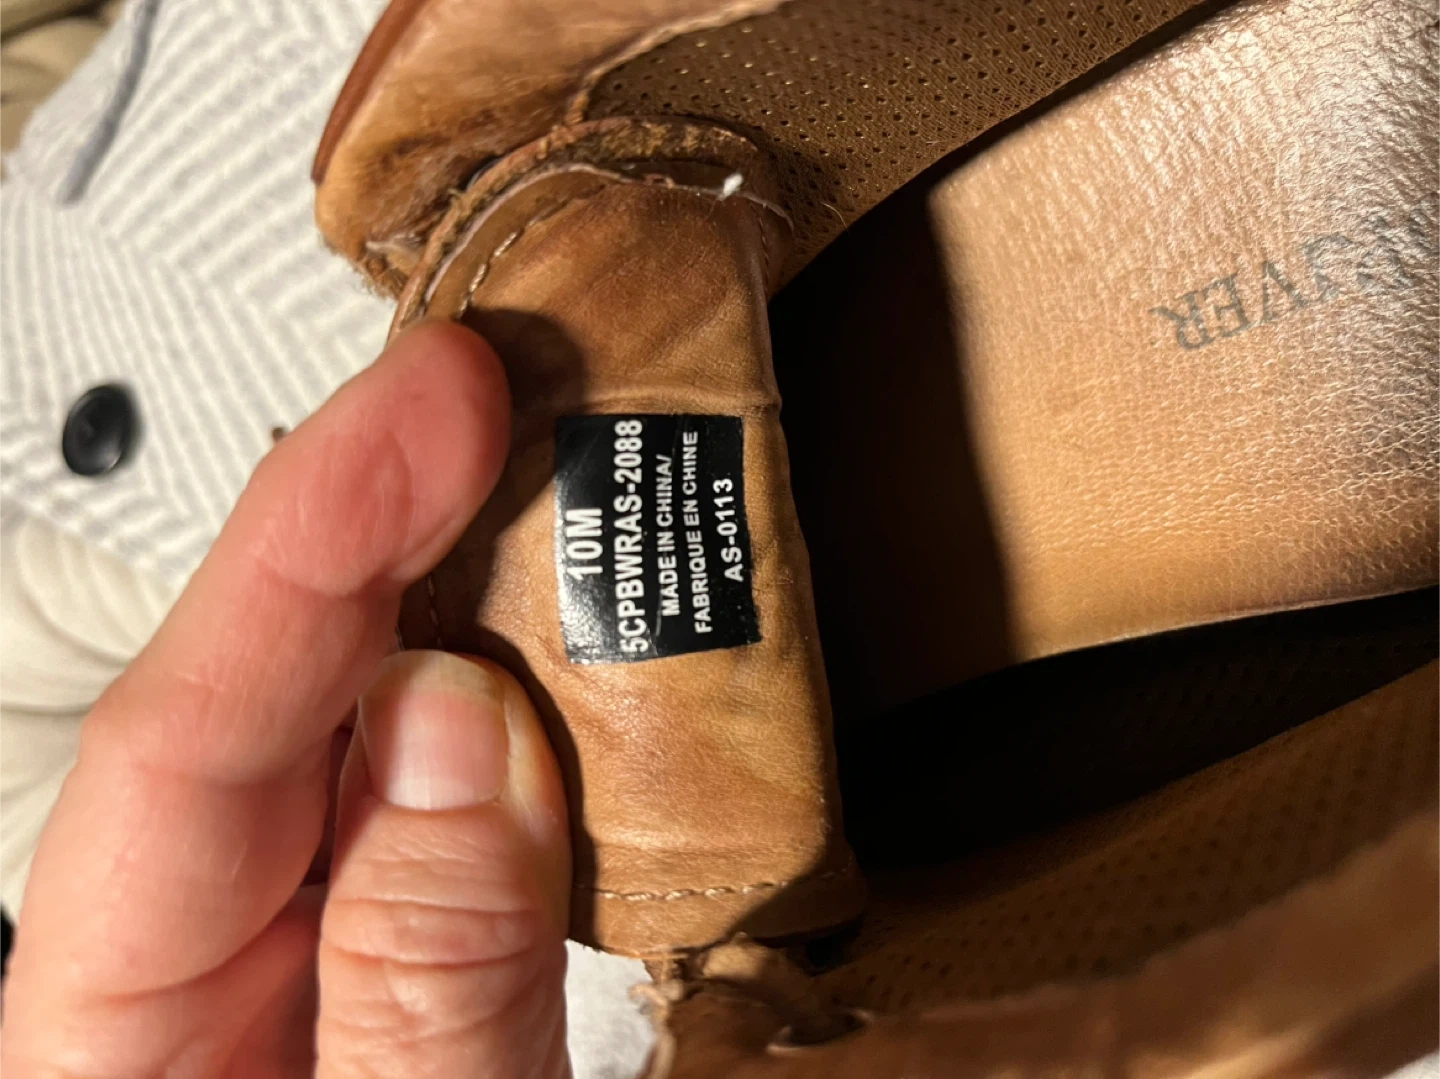 10M
5CPBWRAS-2088
MADE IN CHINA/
FABRIQUE EN CHINE
AS-0113